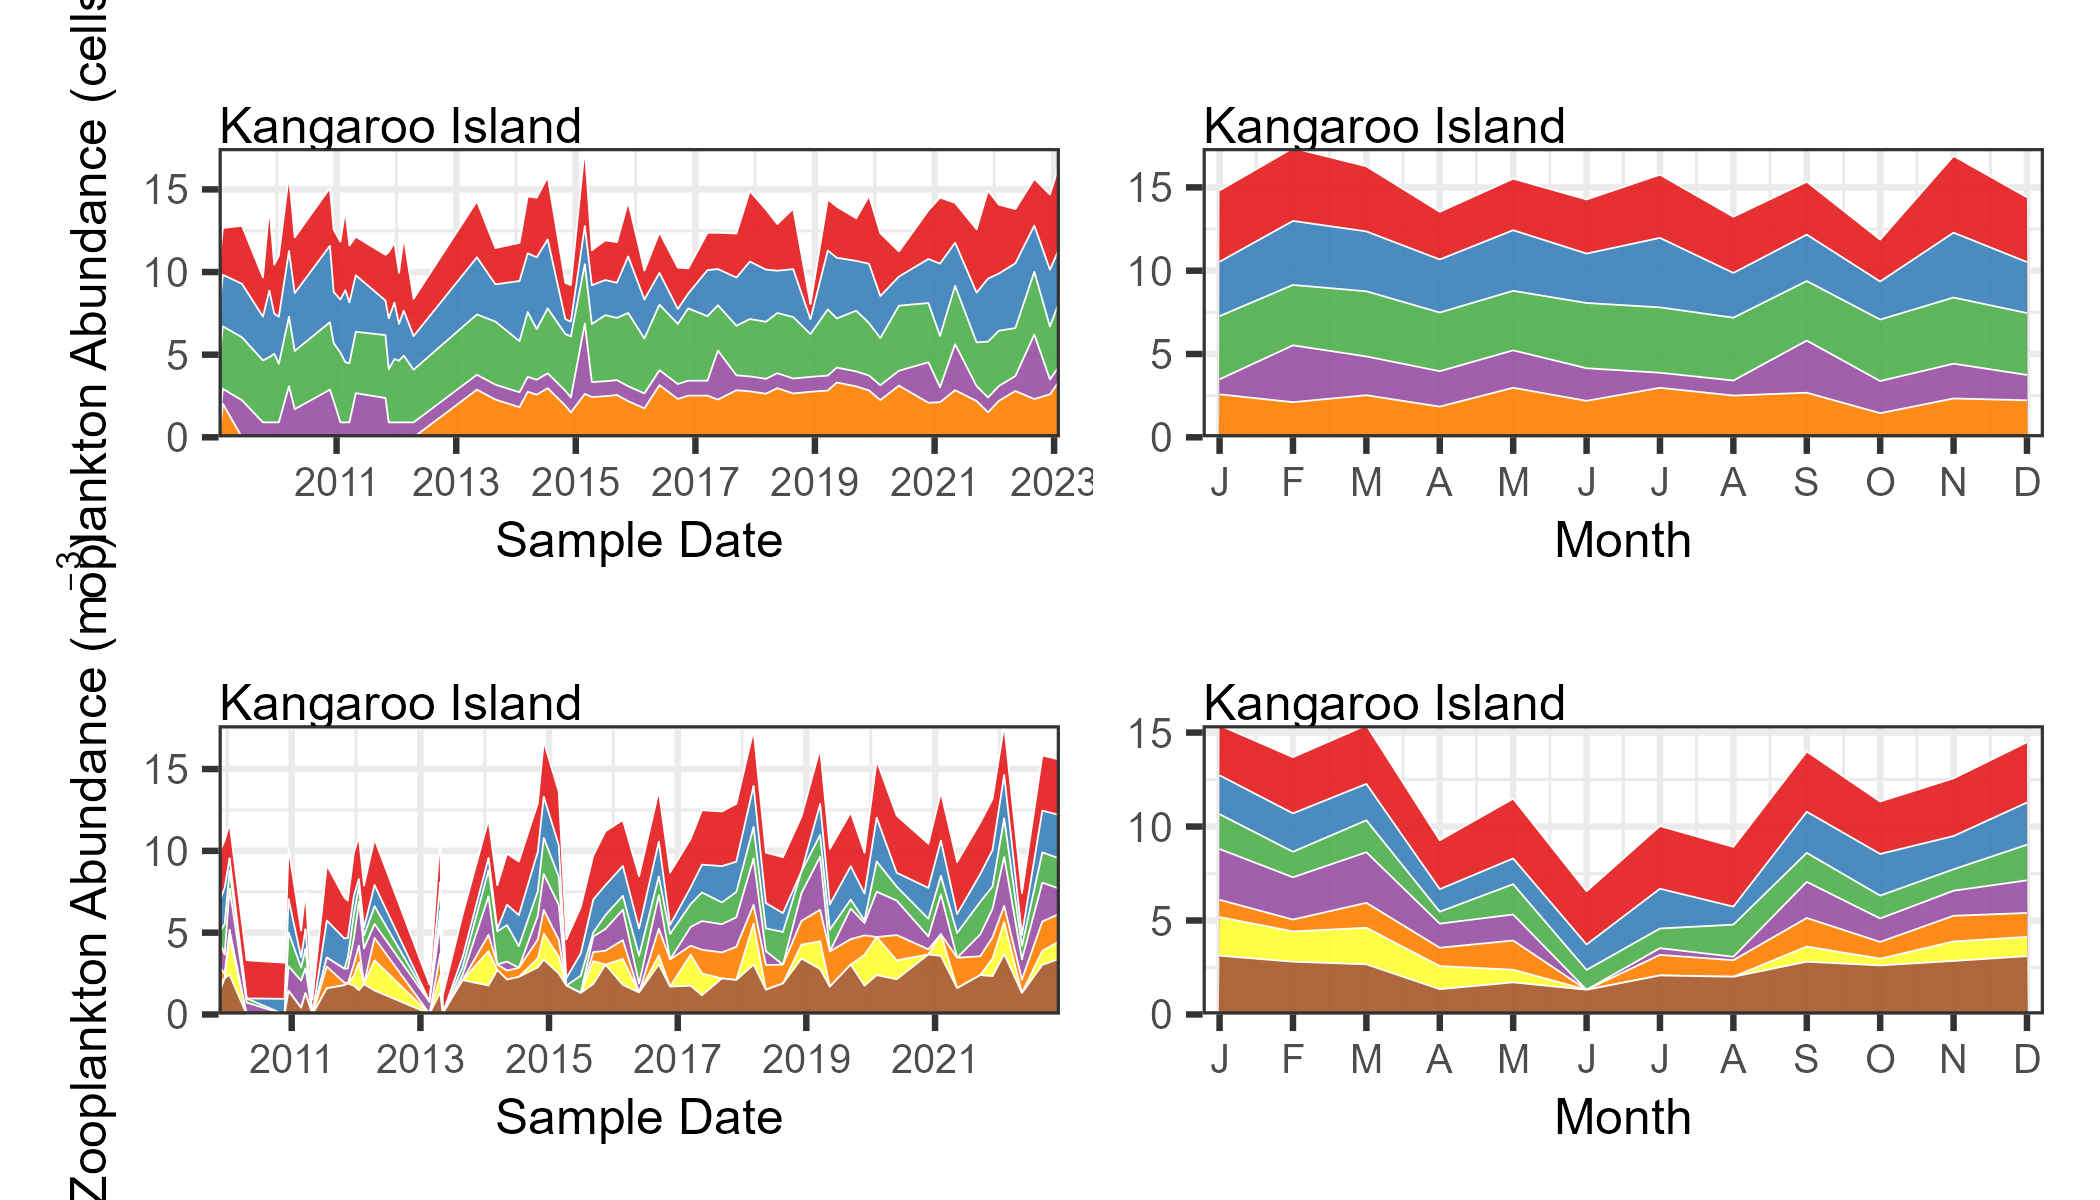 Kangaroo Island
Kangaroo Island
15
10
5
0
2011 2013 2015 2017 2019 2021 2023
Sample Date
15
10
5
0
J F M A M J J A S O N D
Month
Abundance (cells
Kangaroo Island
Kangaroo Island
15
10
5
0
2011 2013 2015 2017 2019 2021
Sample Date
15
10
5
0
J F M A M J J A S O N D
Month
Zooplankton Abundance (m⁻³)